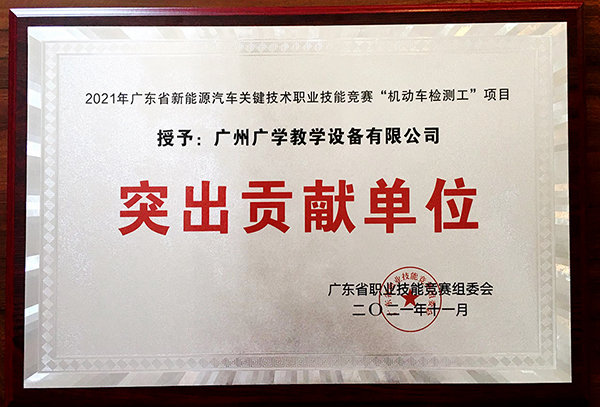 2021年广东省新能源汽车关键技术职业技能竞赛“机动车检测工”项目
授予：广州广学教学设备有限公司
突出贡献单位
广东省职业技能竞赛组委会
二〇二一年十一月